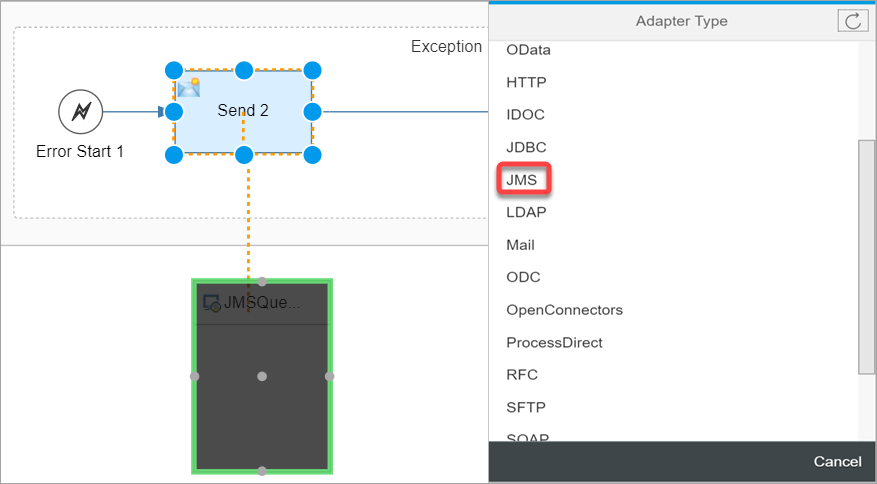 Exception
Send 2
Error Start 1
JMSQue...
Adapter Type
OData
HTTP
IDOC
JDBC
JMS
LDAP
Mail
ODC
OpenConnectors
ProcessDirect
RFC
SFTP
SOAP
Cancel